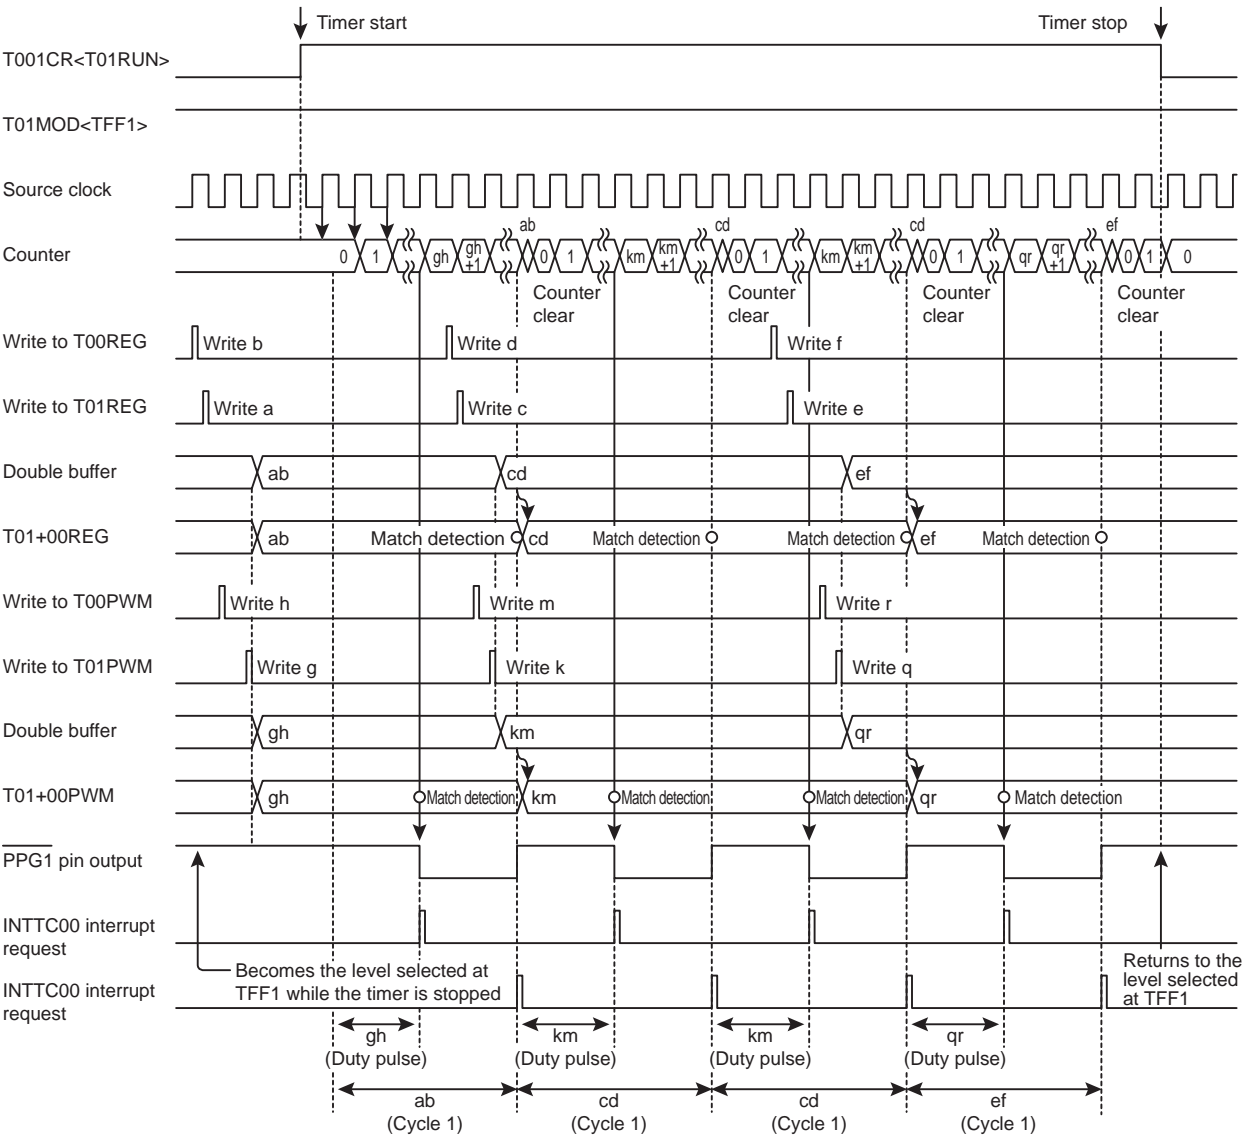 Timer start
Timer stop
T001CR<T01RUN>
T01MOD<TFF1>
Source clock
ab cd cd ef
Counter 0 1 gh gh+1 0 1 km km+1 0 1 km km+1 0 1 qr qr+1 0 1 0
Counter clear
Counter clear
Counter clear
Counter clear
Write to T00REG Write b Write d Write f
Write to T01REG Write a Write c Write e
Double buffer ab cd ef
T01+00REG ab Match detection cd Match detection Match detection ef Match detection
Write to T00PWM Write h Write m Write r
Write to T01PWM Write g Write k Write q
Double buffer gh km qr
T01+00PWM gh Match detection km Match detection Match detection qr Match detection
PPG1 pin output
INTTC00 interrupt
request
Becomes the level selected at
TFF1 while the timer is stopped
Returns to the
level selected
at TFF1
INTTC00 interrupt
request
gh km km qr
(Duty pulse) (Duty pulse) (Duty pulse) (Duty pulse)
ab cd cd ef
(Cycle 1) (Cycle 1) (Cycle 1) (Cycle 1)